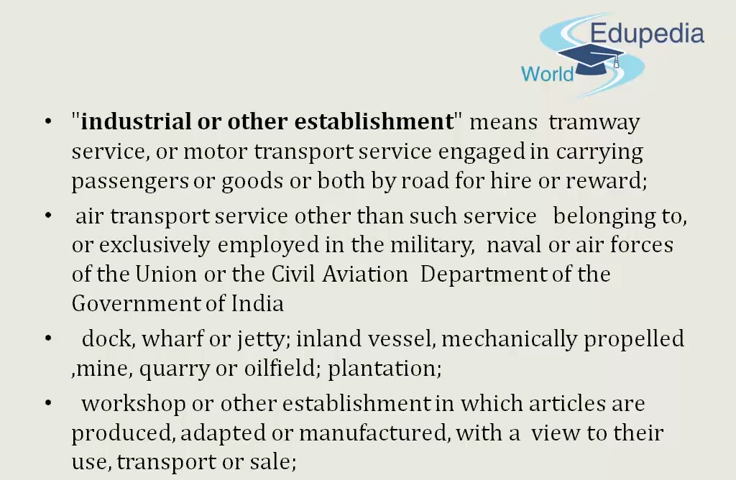 Edupedia
World
• "industrial or other establishment" means tramway
service, or motor transport service engaged in carrying
passengers or goods or both by road for hire or reward;
• air transport service other than such service belonging to,
or exclusively employed in the military, naval or air forces
of the Union or the Civil Aviation Department of the
Government of India
• dock, wharf or jetty; inland vessel, mechanically propelled
,mine, quarry or oilfield; plantation;
• workshop or other establishment in which articles are
produced, adapted or manufactured, with a view to their
use, transport or sale;